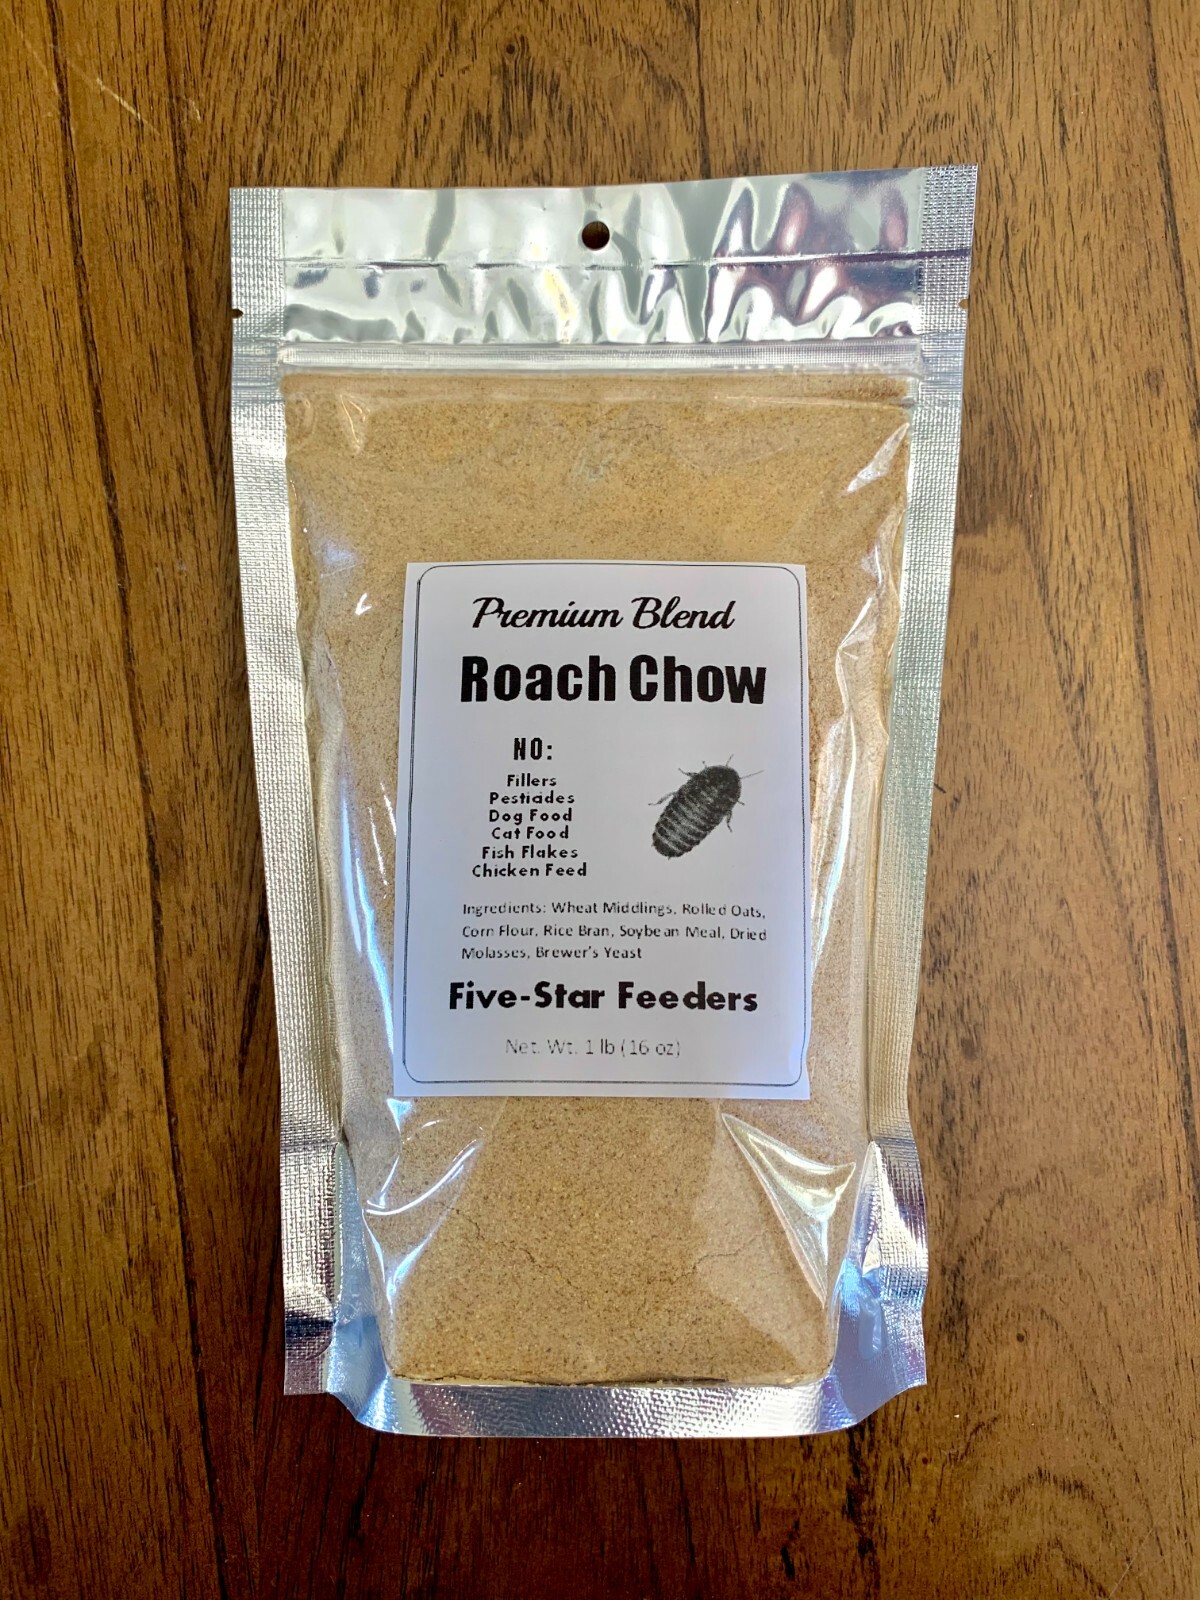 Premium Blend
Roach Chow
NO:
Fillers
Pesticides
Dog Food
Cat Food
Fish Flakes
Chicken Feed
Ingredients: Wheat Middlings, Rolled Oats,
Corn Flour, Rice Bran, Soybean Meal, Dried
Molasses, Brewer's Yeast
Five-Star Feeders
Net. Wt. 1 lb (16 oz)